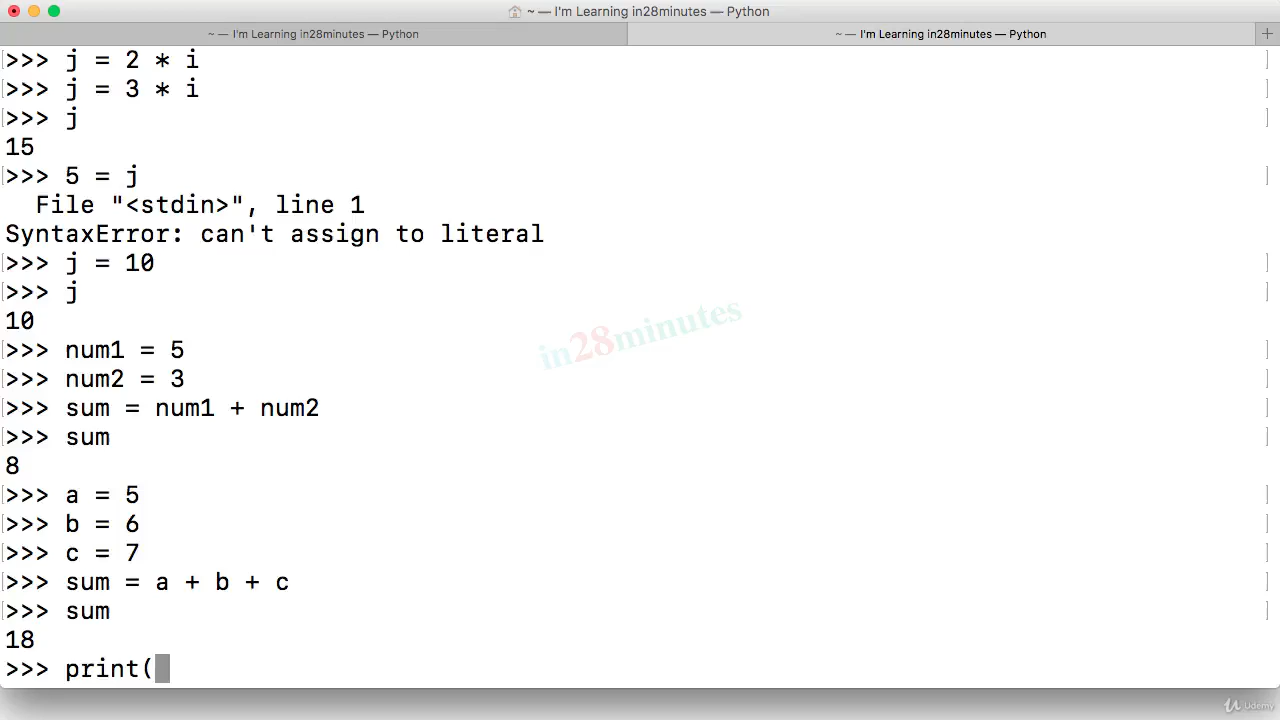 ~ — I'm Learning in28minutes — Python
~ — I'm Learning in28minutes — Python
~ — I'm Learning in28minutes — Python
>>> j = 2 * i
>>> j = 3 * i
>>> j
15
>>> 5 = j
  File "<stdin>", line 1
SyntaxError: can't assign to literal
>>> j = 10
>>> j
10
>>> num1 = 5
>>> num2 = 3
>>> sum = num1 + num2
>>> sum
8
>>> a = 5
>>> b = 6
>>> c = 7
>>> sum = a + b + c
>>> sum
18
>>> print(
in28minutes
Udemy